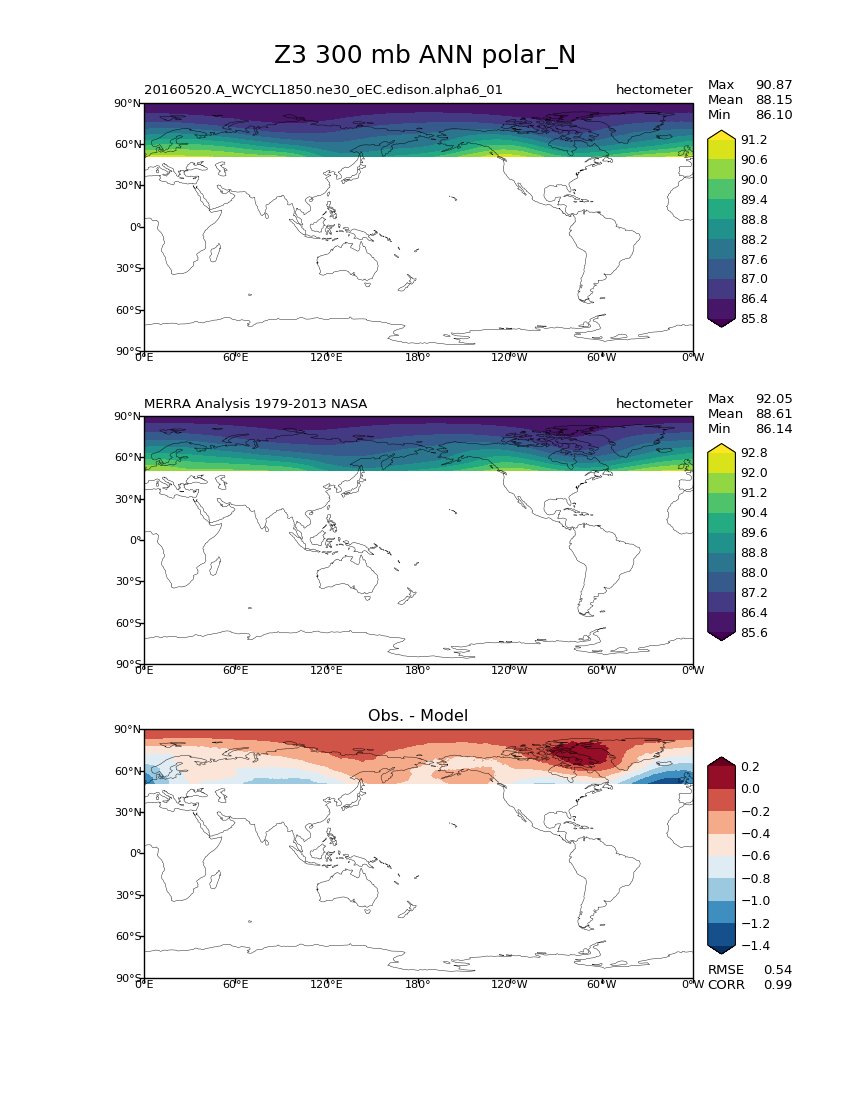 Z3 300 mb ANN polar_N
20160520.A_WCYCL1850.ne30_oEC.edison.alpha6_01 hectometer
Max 90.87
Mean 88.15
Min 86.10
90°N
60°N
30°N
0°
30°S
60°S
90°S
0°E 60°E 120°E 180° 120°W 60°W 0°W
91.2
90.6
90.0
89.4
88.8
88.2
87.6
87.0
86.4
85.8
MERRA Analysis 1979-2013 NASA hectometer
Max 92.05
Mean 88.61
Min 86.14
90°N
60°N
30°N
0°
30°S
60°S
90°S
0°E 60°E 120°E 180° 120°W 60°W 0°W
92.8
92.0
91.2
90.4
89.6
88.8
88.0
87.2
86.4
85.6
Obs. - Model
90°N
60°N
30°N
0°
30°S
60°S
90°S
0°E 60°E 120°E 180° 120°W 60°W 0°W
0.2
0.0
−0.2
−0.4
−0.6
−0.8
−1.0
−1.2
−1.4
RMSE 0.54
CORR 0.99